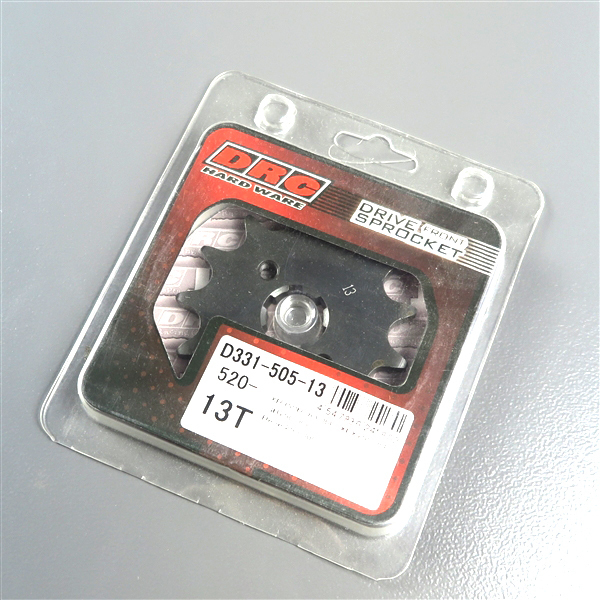 DRC
HARD WARE
DRIVE FRONT
SPROCKET
13
D331-505-13
520-
13T